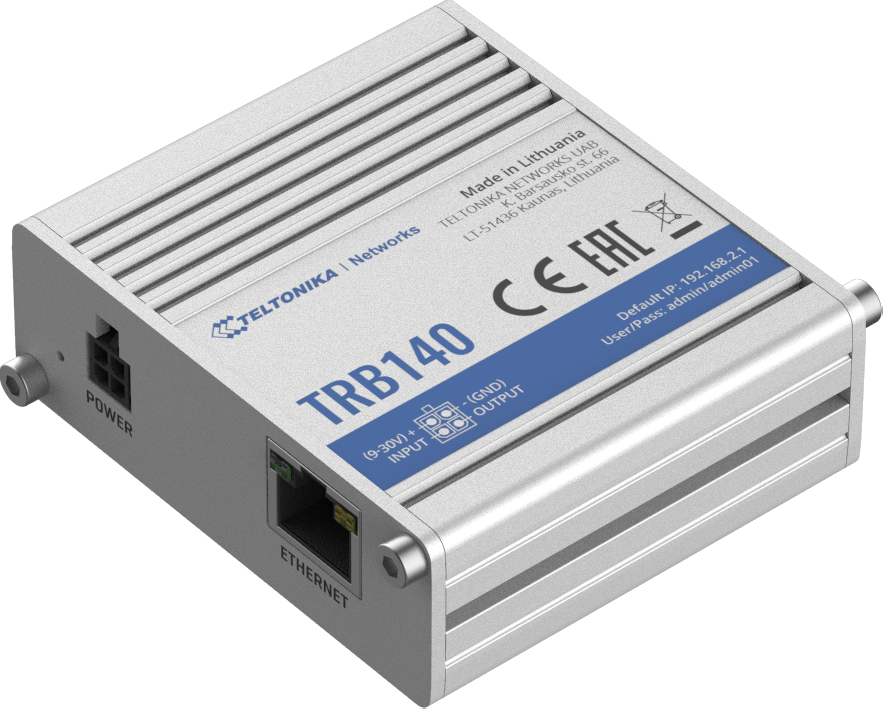 Made in Lithuania
TELTONIKA NETWORKS UAB
K. Barsausko st. 66
LT-51436 Kaunas, Lithuania
TELTONIKA | Networks
CE EAC
TRB140
Default IP: 192.168.2.1
User/Pass: admin/admin01
(9-30V) + - (GND)
INPUT OUTPUT
POWER
ETHERNET